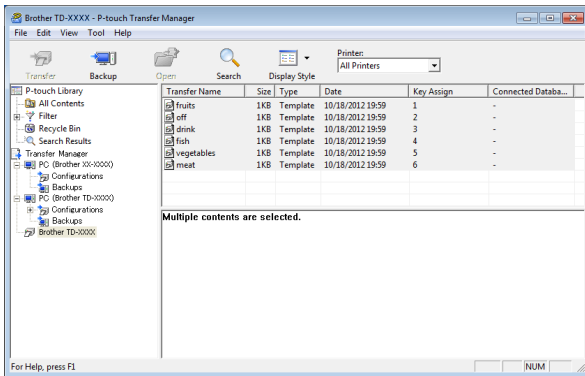 Brother TD-XXXX - P-touch Transfer Manager
File Edit View Tool Help
Transfer Backup Open Search Display Style Printer:
All Printers
P-touch Library
All Contents
Filter
Recycle Bin
Search Results
Transfer Manager
PC (Brother XX-XXXX)
Configurations
Backups
PC (Brother TD-XXXX)
Configurations
Backups
Brother TD-XXXX
Transfer Name Size Type Date Key Assign Connected Databa...
fruits 1KB Template 10/18/2012 19:59 1 -
off 1KB Template 10/18/2012 19:59 2 -
drink 1KB Template 10/18/2012 19:59 3 -
fish 1KB Template 10/18/2012 19:59 4 -
vegetables 1KB Template 10/18/2012 19:59 5 -
meat 1KB Template 10/18/2012 19:59 6 -
Multiple contents are selected.
For Help, press F1 NUM